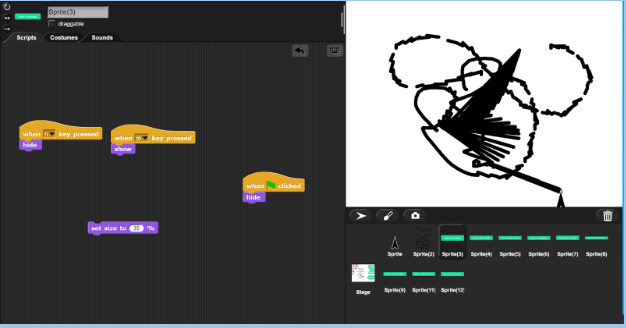 Sprite(3)
draggable
Scripts Costumes Sounds
when n key pressed
hide
when m key pressed
show
when clicked
hide
set size to 35 %
Sprite Sprite(2) Sprite(3) Sprite(4) Sprite(5) Sprite(6) Sprite(7) Sprite(8)
Stage Sprite(9) Sprite(11) Sprite(12)